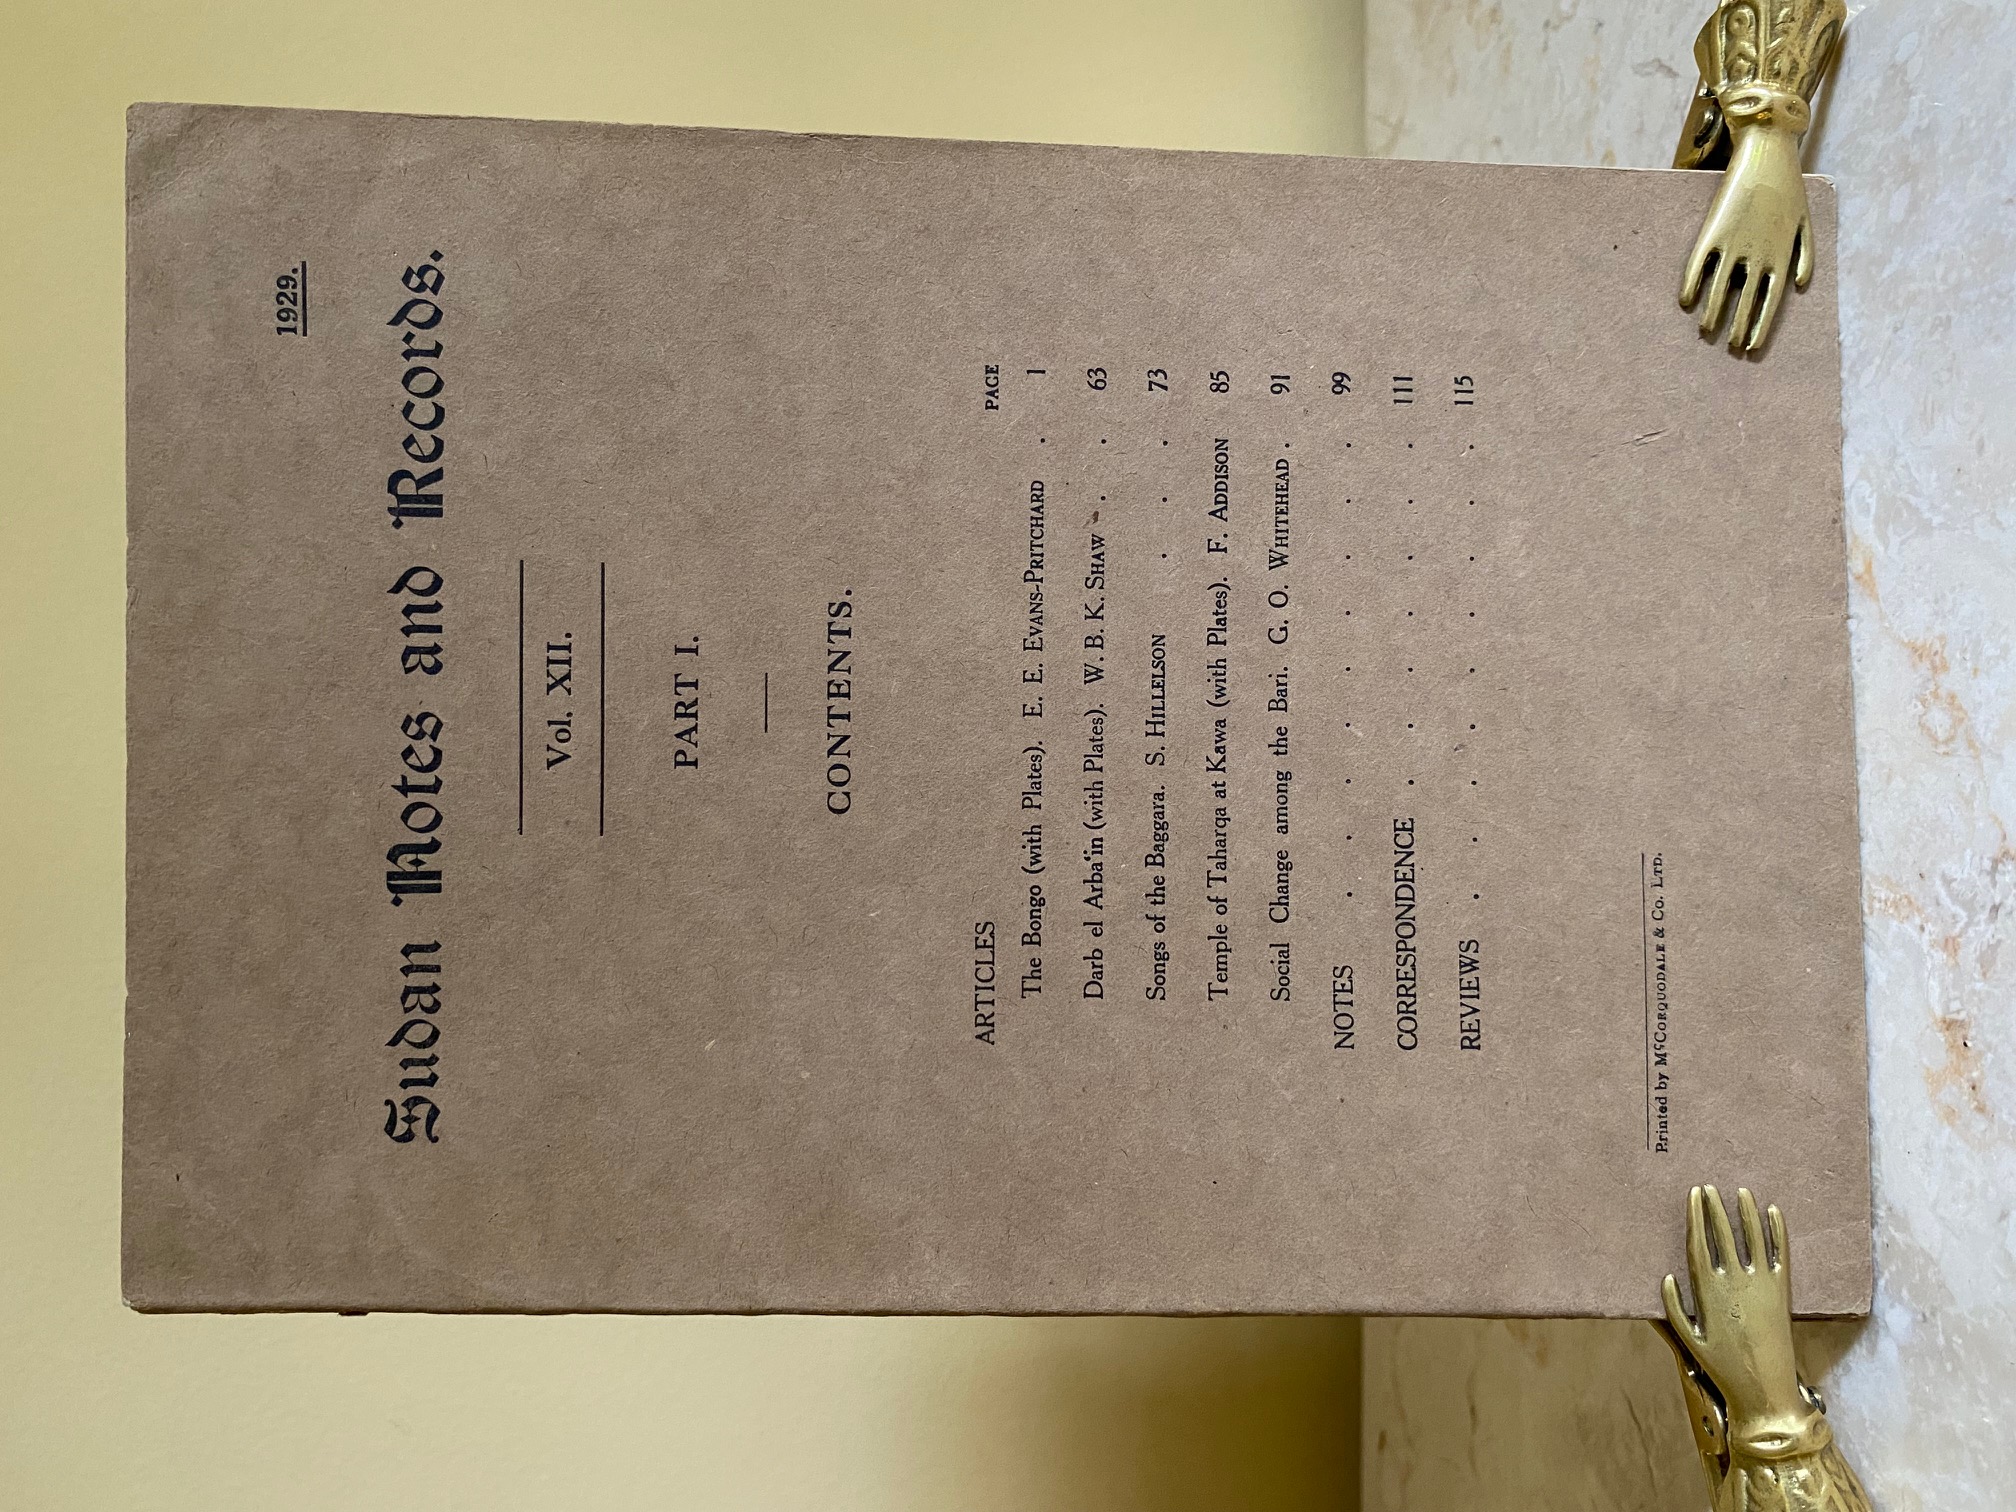 1929.
Sudan Notes and Records.
Vol. XII.
PART I.
CONTENTS.
ARTICLES PAGE
The Bongo (with Plates). E. E. EVANS-PRITCHARD . 1
Darb el Arba'in (with Plates). W. B. K. SHAW . . 63
Songs of the Baggara. S. HILLELSON . . . 73
Temple of Taharqa at Kawa (with Plates). F. ADDISON 85
Social Change among the Bari. G. O. WHITEHEAD . 91
NOTES . . . . . . . . . 99
CORRESPONDENCE . . . . . . . 111
REVIEWS . . . . . . . . . 115
Printed by McCORQUODALE & Co. LTD.